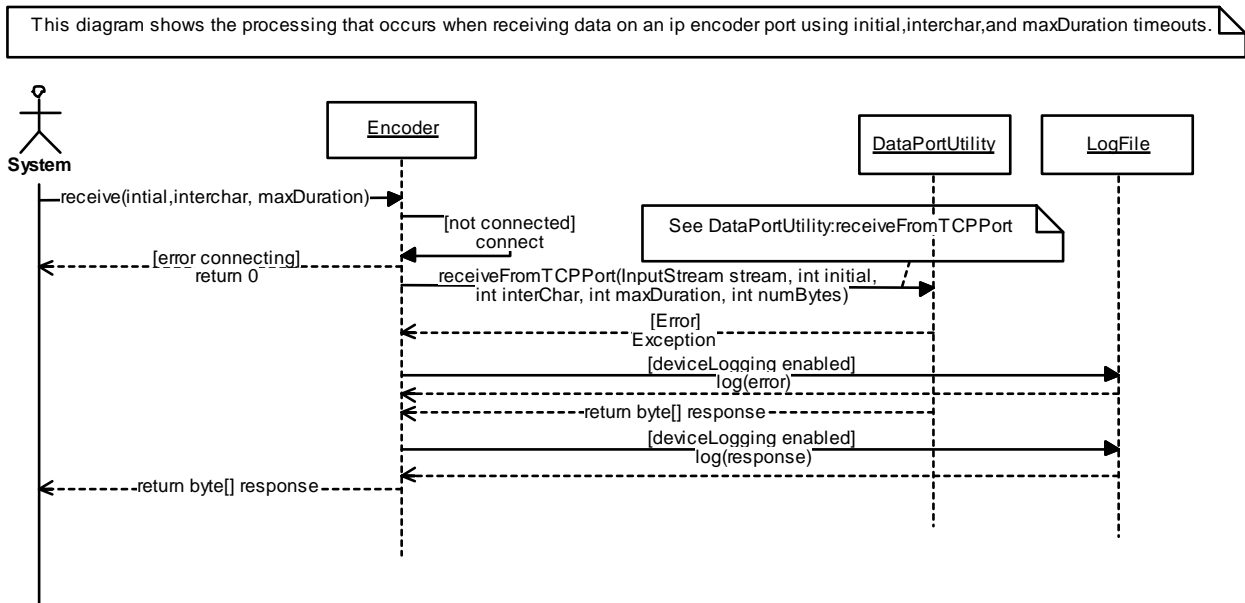 This diagram shows the processing that occurs when receiving data on an ip encoder port using initial,interchar,and maxDuration timeouts.
System
Encoder
DataPortUtility
LogFile
receive(intial,interchar, maxDuration)
[not connected]
connect
See DataPortUtility:receiveFromTCPPort
[error connecting]
return 0
receiveFromTCPPort(InputStream stream, int initial,
int interChar, int maxDuration, int numBytes)
[Error]
Exception
[deviceLogging enabled]
log(error)
return byte[] response
[deviceLogging enabled]
log(response)
return byte[] response